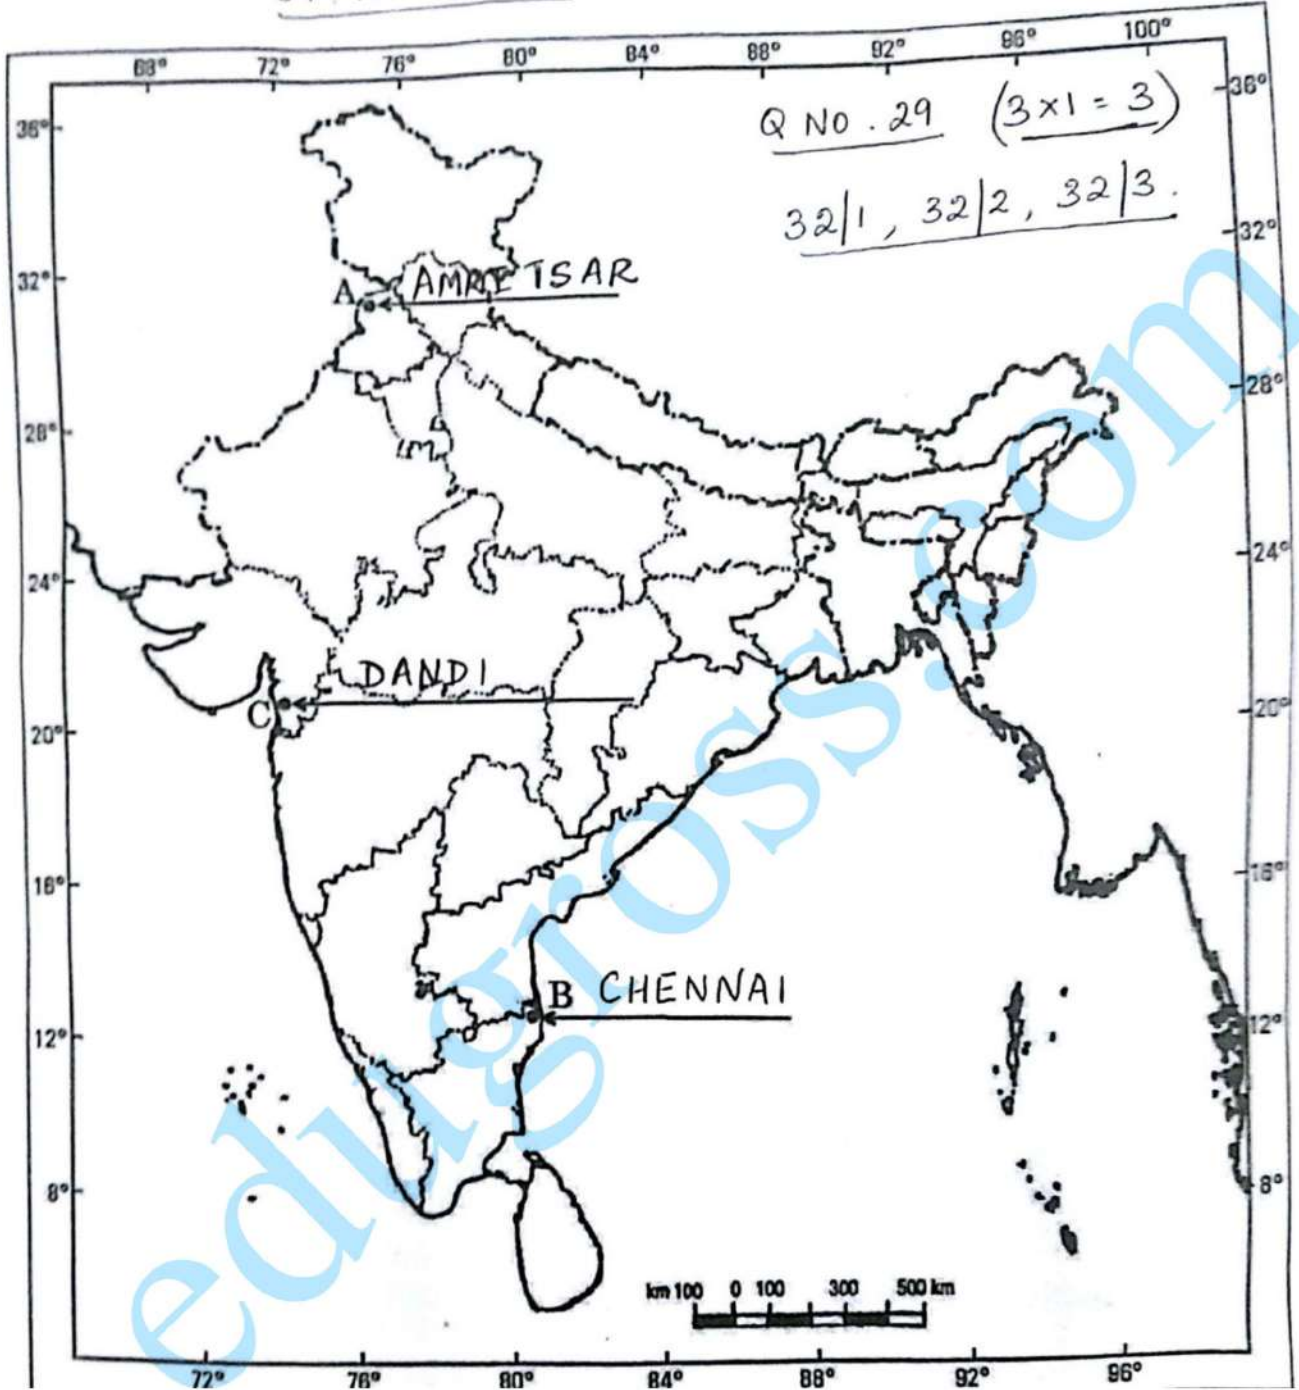 68° 72° 76° 80° 84° 88° 92° 96° 100°
Q NO. 29 (3×1 = 3)
32/1, 32/2, 32/3.
36° 36°
32° 32°
A AMRITSAR
28° 28°
24° 24°
DANDI
C
20° 20°
16° 16°
B CHENNAI
12° 12°
8° 8°
km 100 0 100 300 500 km
72° 76° 80° 84° 88° 92° 96°
edugross.com